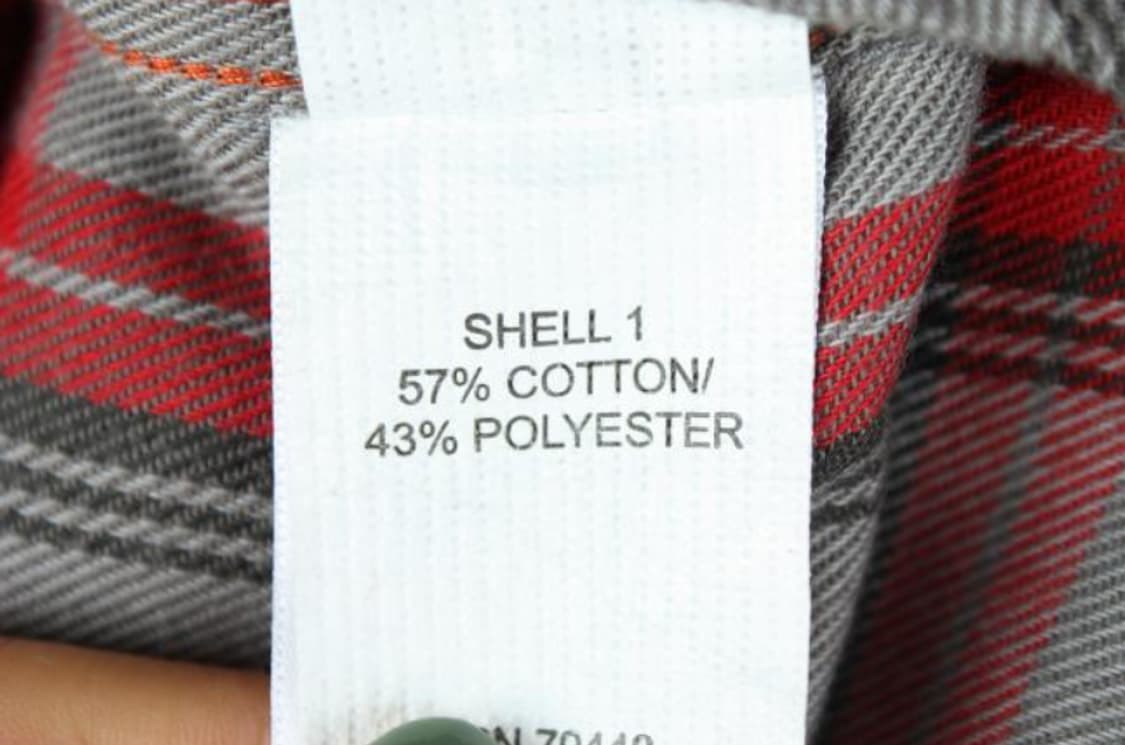 SHELL 1
57% COTTON/
43% POLYESTER